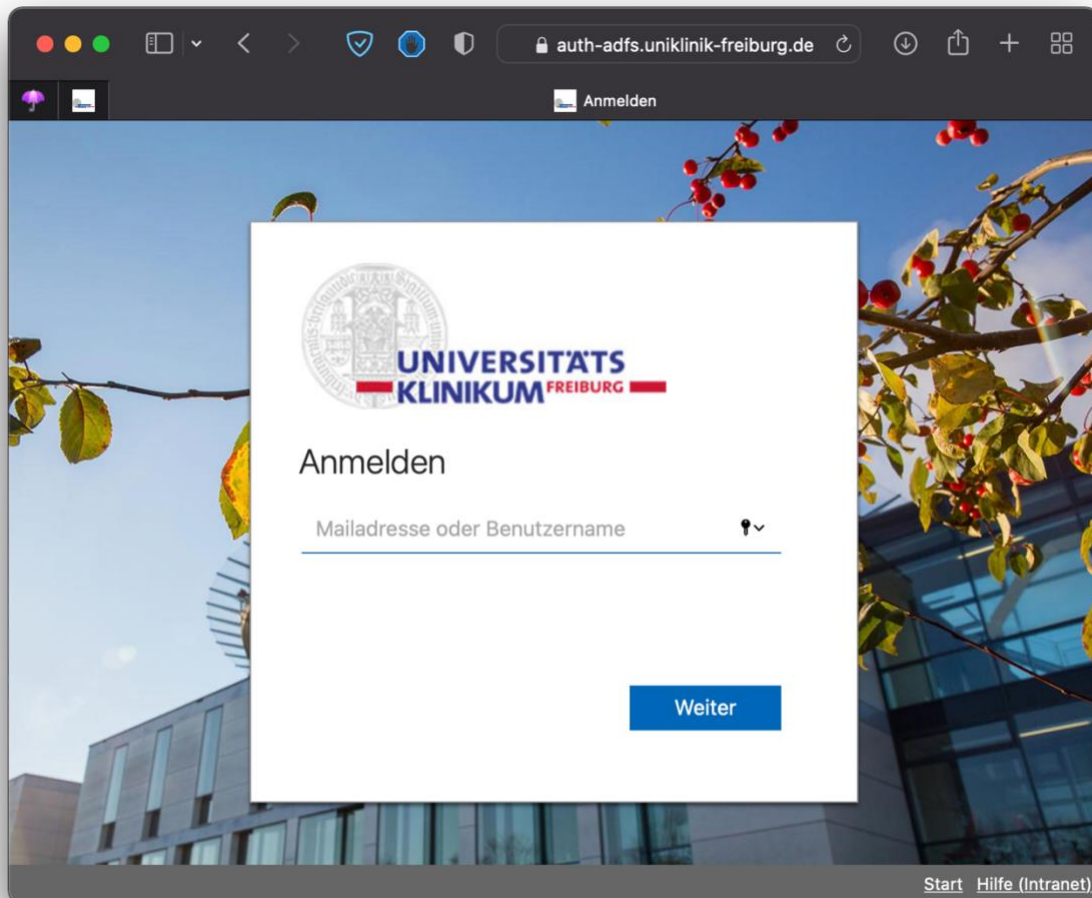 auth-adfs.uniklinik-freiburg.de
Anmelden
UNIVERSITÄTS
KLINIKUM FREIBURG
Anmelden
Mailadresse oder Benutzername
Weiter
Start Hilfe (Intranet)